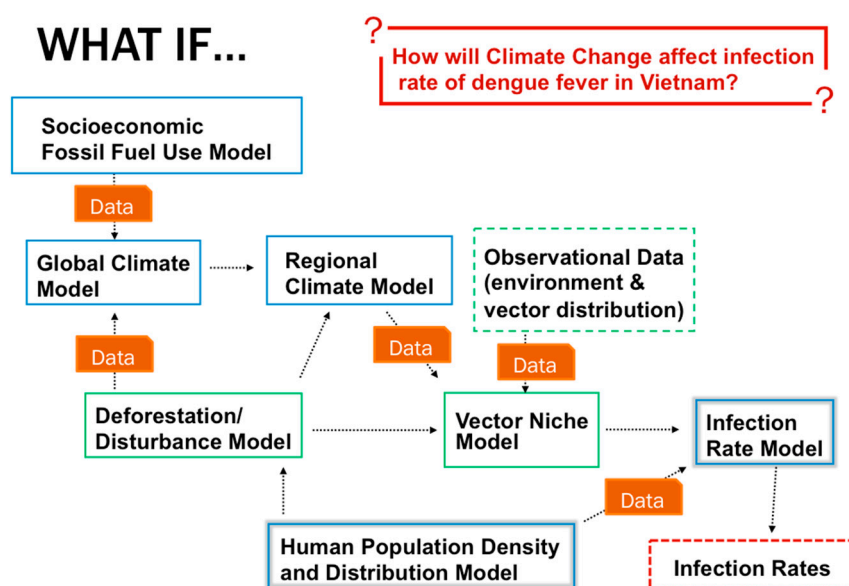 WHAT IF...
?
How will Climate Change affect infection
rate of dengue fever in Vietnam?
?
Socioeconomic
Fossil Fuel Use Model
Data
Global Climate
Model
Regional
Climate Model
Observational Data
(environment &
vector distribution)
Data
Data
Data
Deforestation/
Disturbance Model
Vector Niche
Model
Infection
Rate Model
Data
Human Population Density
and Distribution Model
Infection Rates